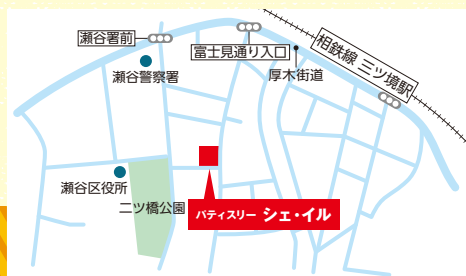 瀬谷署前
富士見通り入口
相鉄線 三ツ境駅
瀬谷警察署
厚木街道
瀬谷区役所
二ツ橋公園
パティスリー シェ・イル